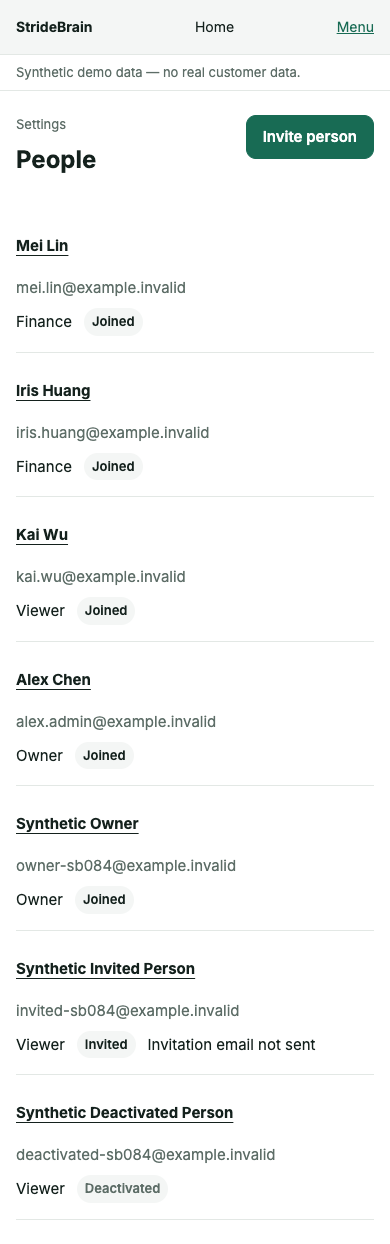 StrideBrain Home Menu
Synthetic demo data — no real customer data.
Settings
People
Invite person
Mei Lin
mei.lin@example.invalid
Finance Joined
Iris Huang
iris.huang@example.invalid
Finance Joined
Kai Wu
kai.wu@example.invalid
Viewer Joined
Alex Chen
alex.admin@example.invalid
Owner Joined
Synthetic Owner
owner-sb084@example.invalid
Owner Joined
Synthetic Invited Person
invited-sb084@example.invalid
Viewer Invited Invitation email not sent
Synthetic Deactivated Person
deactivated-sb084@example.invalid
Viewer Deactivated